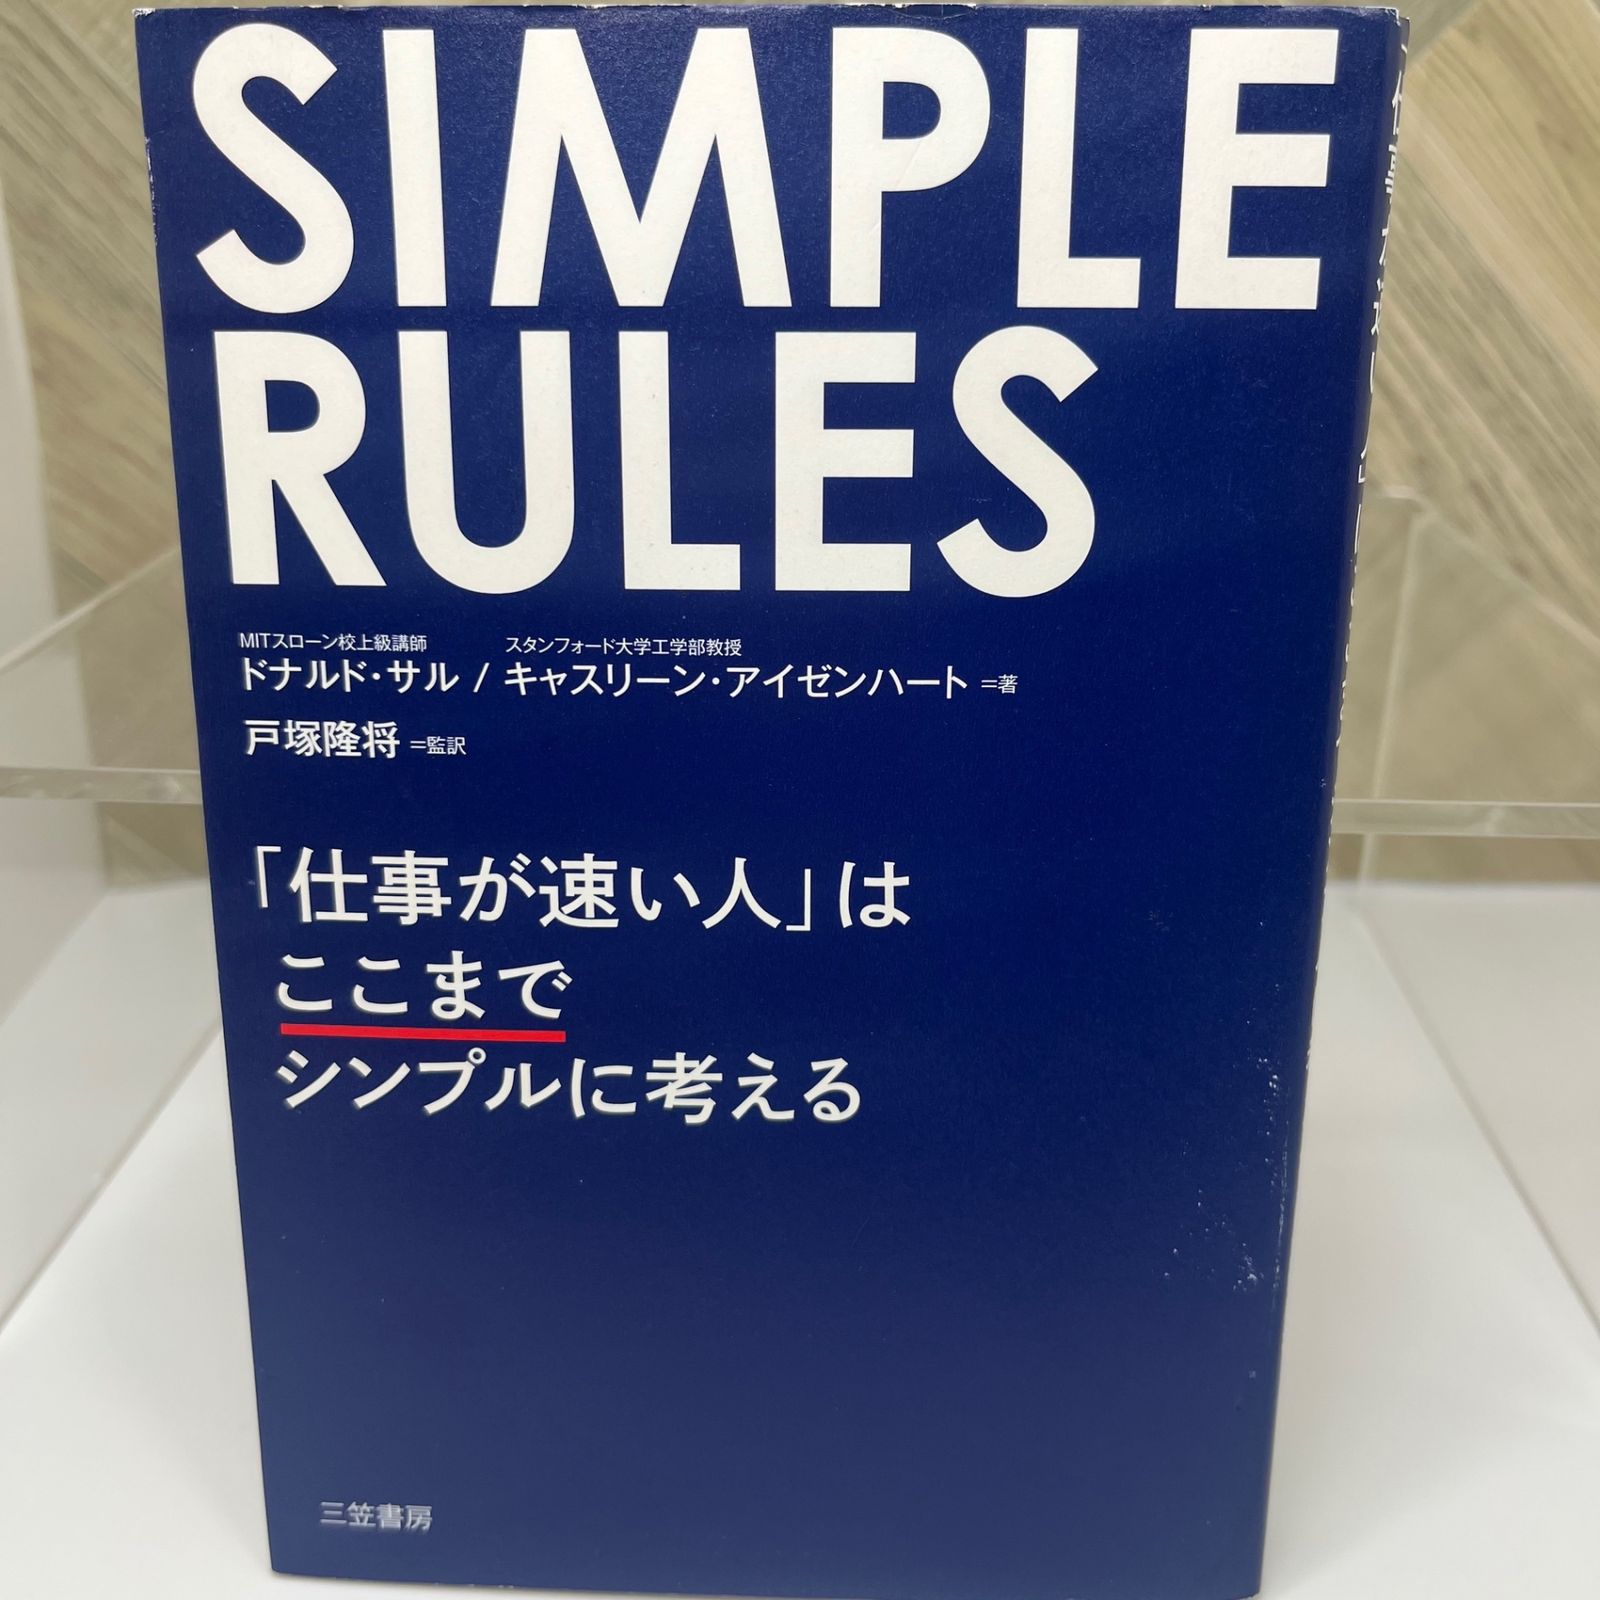 SIMPLE
RULES
MITスローン校上級講師 スタンフォード大学工学部教授
ドナルド・サル / キャスリーン・アイゼンハート =著
戸塚隆将 =監訳
「仕事が速い人」は
ここまで
シンプルに考える
三笠書房